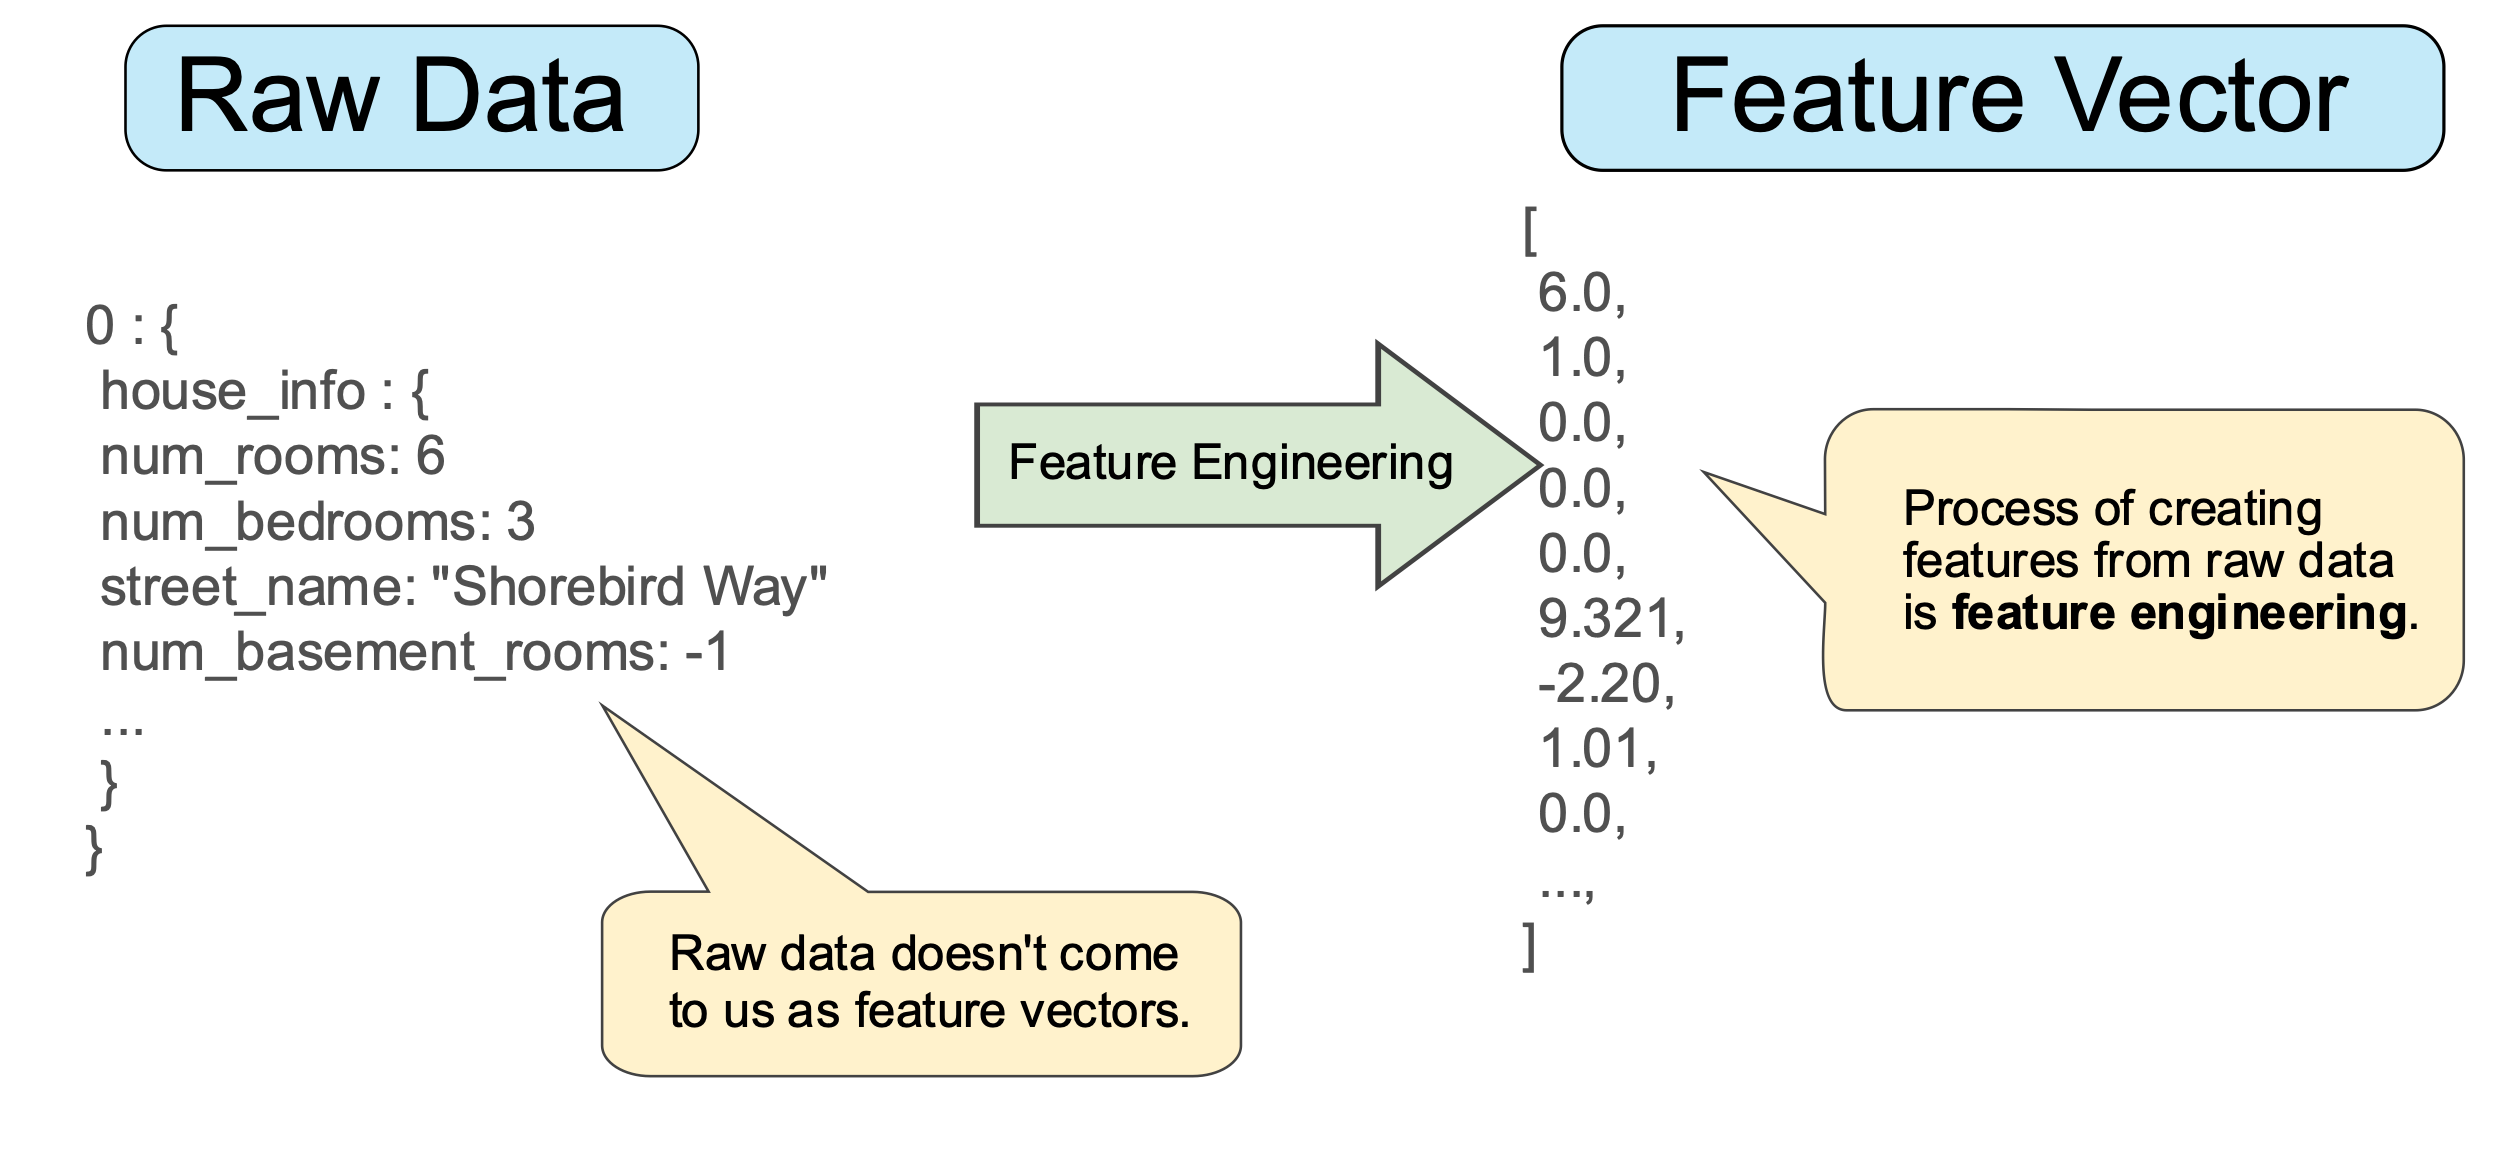 Raw Data
0 : {
house_info : {
num_rooms: 6
num_bedrooms: 3
street_name: "Shorebird Way"
num_basement_rooms: -1
...
}
}
Raw data doesn't come
to us as feature vectors.
Feature Engineering
Feature Vector
[
6.0,
1.0,
0.0,
0.0,
0.0,
9.321,
-2.20,
1.01,
0.0,
...,
]
Process of creating
features from raw data
is feature engineering.